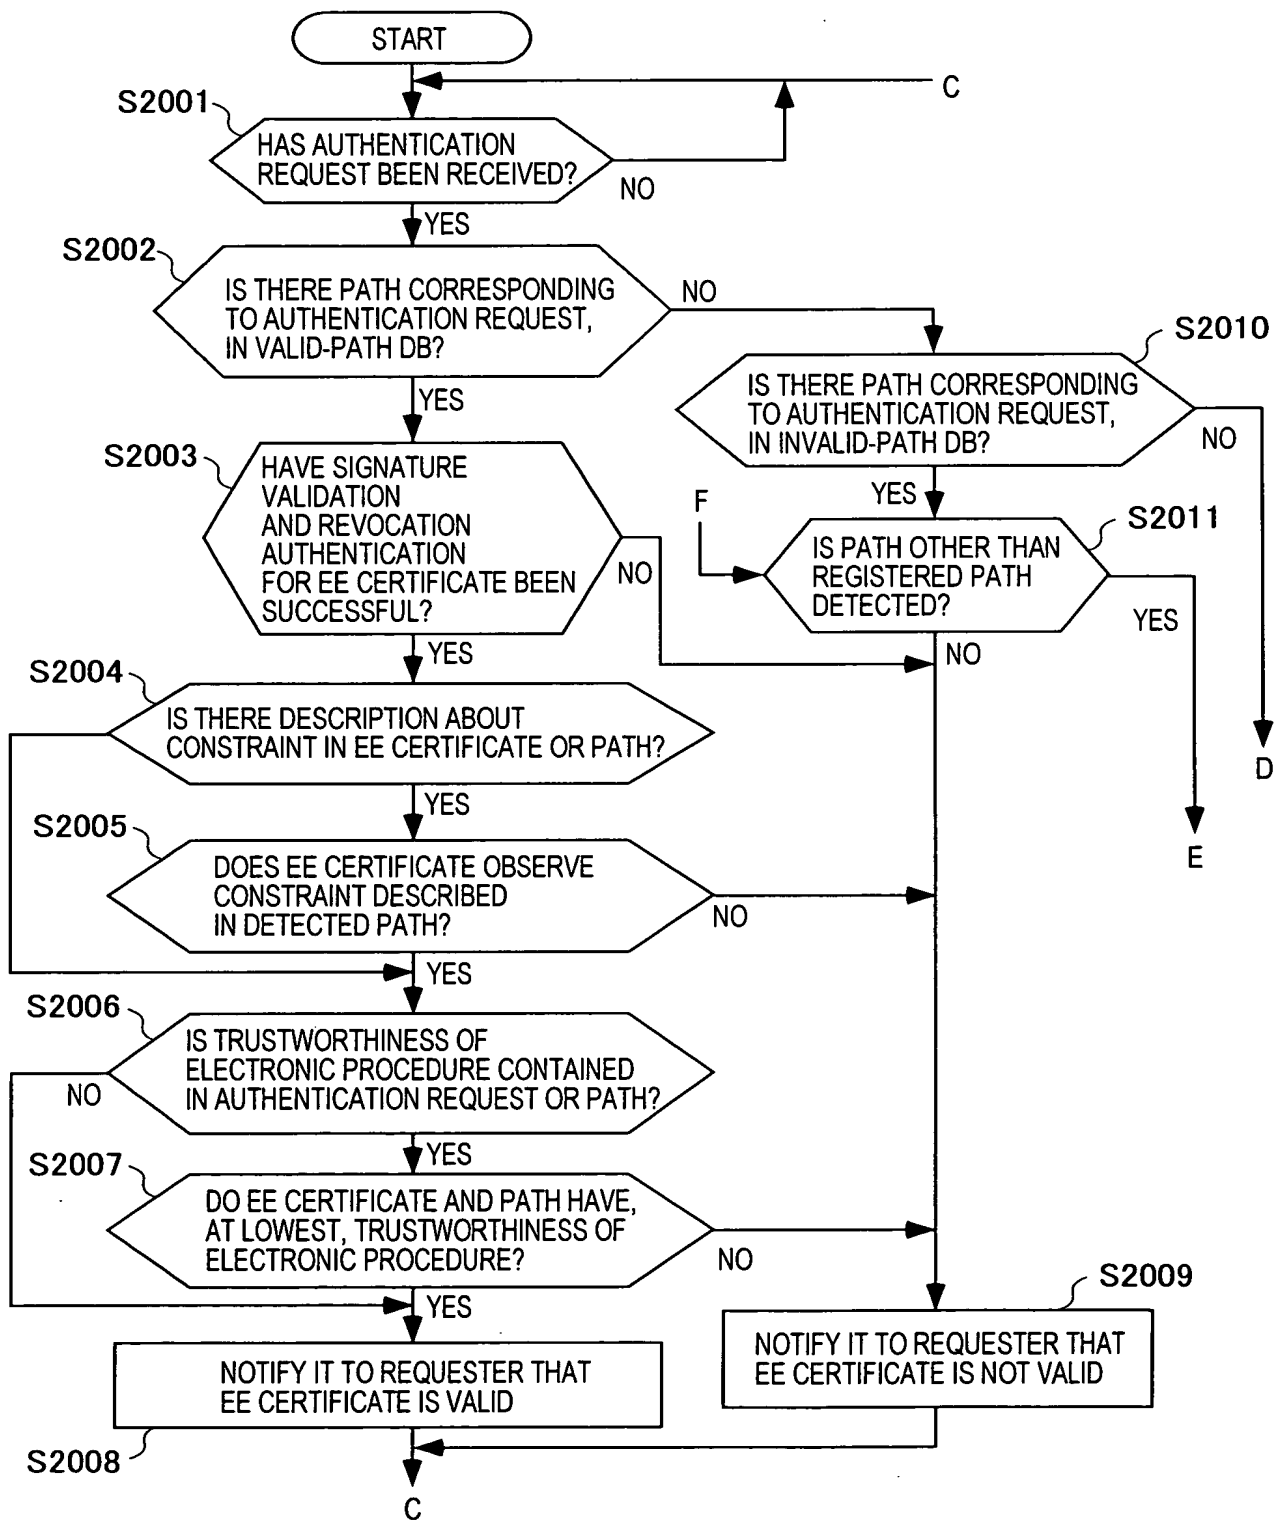 START
C
S2001
HAS AUTHENTICATION
REQUEST BEEN RECEIVED?
NO
YES
S2002
IS THERE PATH CORRESPONDING
TO AUTHENTICATION REQUEST,
IN VALID-PATH DB?
NO
YES
S2010
IS THERE PATH CORRESPONDING
TO AUTHENTICATION REQUEST,
IN INVALID-PATH DB?
NO
YES
S2003
HAVE SIGNATURE
VALIDATION
AND REVOCATION
AUTHENTICATION
FOR EE CERTIFICATE BEEN
SUCCESSFUL?
NO
YES
F
S2011
IS PATH OTHER THAN
REGISTERED PATH
DETECTED?
YES
NO
D
E
S2004
IS THERE DESCRIPTION ABOUT
CONSTRAINT IN EE CERTIFICATE OR PATH?
YES
S2005
DOES EE CERTIFICATE OBSERVE
CONSTRAINT DESCRIBED
IN DETECTED PATH?
NO
YES
S2006
IS TRUSTWORTHINESS OF
ELECTRONIC PROCEDURE CONTAINED
IN AUTHENTICATION REQUEST OR PATH?
NO
YES
S2007
DO EE CERTIFICATE AND PATH HAVE,
AT LOWEST, TRUSTWORTHINESS OF
ELECTRONIC PROCEDURE?
NO
YES
S2009
NOTIFY IT TO REQUESTER THAT
EE CERTIFICATE IS NOT VALID
NOTIFY IT TO REQUESTER THAT
EE CERTIFICATE IS VALID
S2008
C